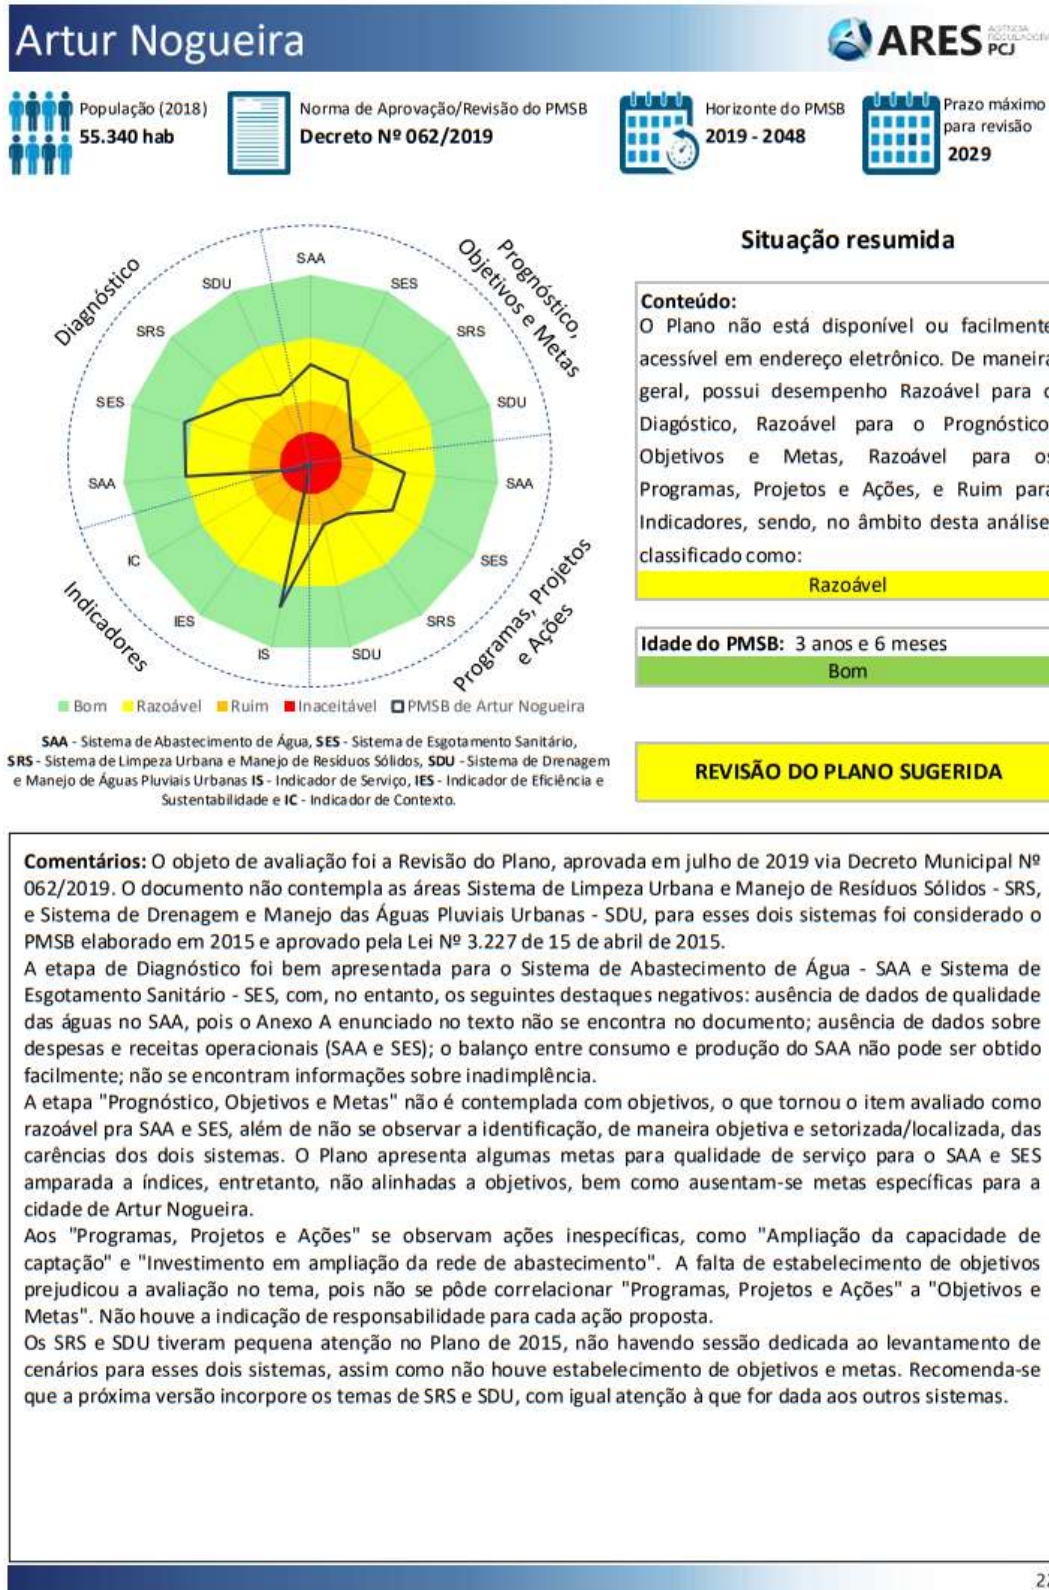 Artur Nogueira
ARES
PCJ
População (2018)
55.340 hab
Norma de Aprovação/Revisão do PMSB
Decreto Nº 062/2019
Horizonte do PMSB
2019 - 2048
Prazo máximo
para revisão
2029
Diagnóstico
Prognóstico,
Objetivos e Metas
Programas, Projetos
e Ações
Indicadores
SAA
SES
SRS
SDU
SAA
SES
SRS
SDU
IS
IES
IC
SAA
SES
SRS
SDU
Bom Razoável Ruim Inaceitável PMSB de Artur Nogueira
SAA - Sistema de Abastecimento de Água, SES - Sistema de Esgotamento Sanitário,
SRS - Sistema de Limpeza Urbana e Manejo de Resíduos Sólidos, SDU - Sistema de Drenagem
e Manejo de Águas Pluviais Urbanas IS - Indicador de Serviço, IES - Indicador de Eficiência e
Sustentabilidade e IC - Indicador de Contexto.
Situação resumida
Conteúdo:
O Plano não está disponível ou facilmente
acessível em endereço eletrônico. De maneira
geral, possui desempenho Razoável para o
Diagóstico, Razoável para o Prognóstico
Objetivos e Metas, Razoável para os
Programas, Projetos e Ações, e Ruim para
Indicadores, sendo, no âmbito desta análise
classificado como:
Razoável
Idade do PMSB: 3 anos e 6 meses
Bom
REVISÃO DO PLANO SUGERIDA
Comentários: O objeto de avaliação foi a Revisão do Plano, aprovada em julho de 2019 via Decreto Municipal Nº
062/2019. O documento não contempla as áreas Sistema de Limpeza Urbana e Manejo de Resíduos Sólidos - SRS,
e Sistema de Drenagem e Manejo das Águas Pluviais Urbanas - SDU, para esses dois sistemas foi considerado o
PMSB elaborado em 2015 e aprovado pela Lei Nº 3.227 de 15 de abril de 2015.
A etapa de Diagnóstico foi bem apresentada para o Sistema de Abastecimento de Água - SAA e Sistema de
Esgotamento Sanitário - SES, com, no entanto, os seguintes destaques negativos: ausência de dados de qualidade
das águas no SAA, pois o Anexo A enunciado no texto não se encontra no documento; ausência de dados sobre
despesas e receitas operacionais (SAA e SES); o balanço entre consumo e produção do SAA não pode ser obtido
facilmente; não se encontram informações sobre inadimplência.
A etapa "Prognóstico, Objetivos e Metas" não é contemplada com objetivos, o que tornou o item avaliado como
razoável pra SAA e SES, além de não se observar a identificação, de maneira objetiva e setorizada/localizada, das
carências dos dois sistemas. O Plano apresenta algumas metas para qualidade de serviço para o SAA e SES
amparada a índices, entretanto, não alinhadas a objetivos, bem como ausentam-se metas específicas para a
cidade de Artur Nogueira.
Aos "Programas, Projetos e Ações" se observam ações inespecíficas, como "Ampliação da capacidade de
captação" e "Investimento em ampliação da rede de abastecimento". A falta de estabelecimento de objetivos
prejudicou a avaliação no tema, pois não se pôde correlacionar "Programas, Projetos e Ações" a "Objetivos e
Metas". Não houve a indicação de responsabilidade para cada ação proposta.
Os SRS e SDU tiveram pequena atenção no Plano de 2015, não havendo sessão dedicada ao levantamento de
cenários para esses dois sistemas, assim como não houve estabelecimento de objetivos e metas. Recomenda-se
que a próxima versão incorpore os temas de SRS e SDU, com igual atenção à que for dada aos outros sistemas.